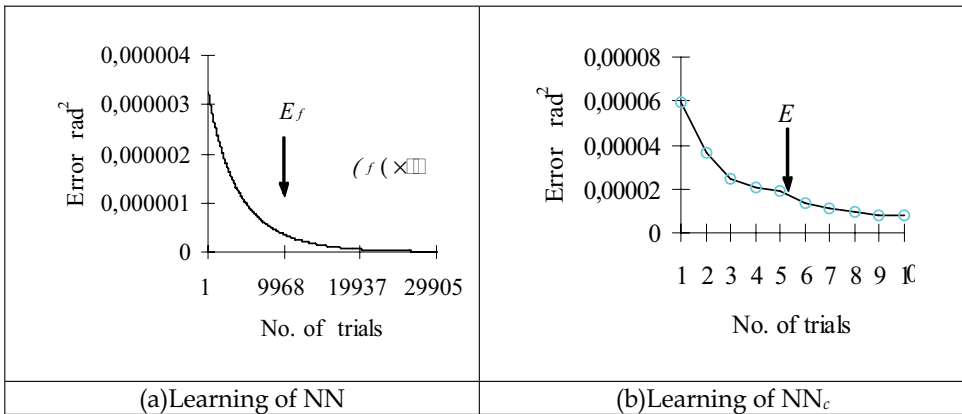 0,000004
0,000003
0,000002
0,000001
0
Error rad²
E f
1 9968 19937 29905
No. of trials
(a)Learning of NN
0,00008
0,00006
0,00004
0,00002
0
Error rad²
E
1 2 3 4 5 6 7 8 9 10
No. of trials
(b)Learning of NNc